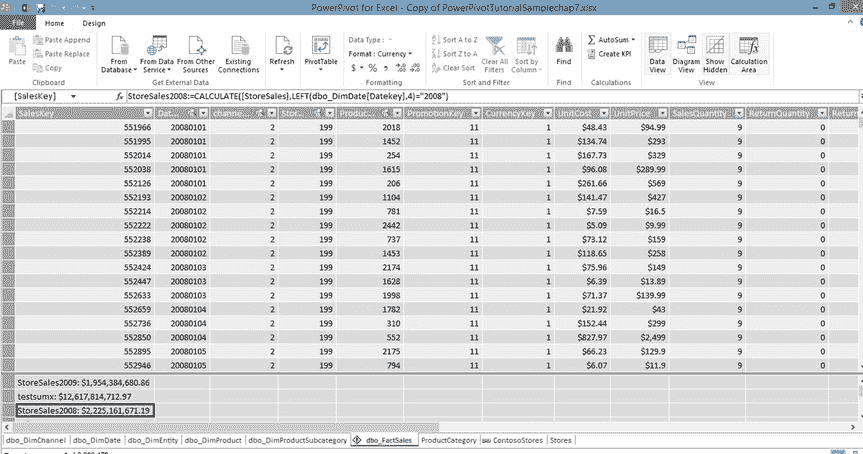 PowerPivot for Excel - Copy of PowerPivotTutorialSamplechap7.xlsx
File Home Design
Paste Append
Paste Replace
Paste Copy
Clipboard
From Database From Data Service From Other Sources Existing Connections
Get External Data
Refresh PivotTable
Data Type :
Format : Currency
$ % ,
Formatting
Sort A to Z
Sort Z to A
Clear Sort
Clear All Filters Sort by Column
Sort and Filter
Find
Find
AutoSum
Create KPI
Calculations
Data View Diagram View Show Hidden Calculation Area
View
[SalesKey] fx StoreSales2008:=CALCULATE([StoreSales],LEFT(dbo_DimDate[Datekey],4)="2008")
SalesKey Dat... channe... Stor... Produc... PromotionKey CurrencyKey UnitCost UnitPrice SalesQuantity ReturnQuantity Return
551966 20080101 2 199 2018 11 1 $48.43 $94.99 9 0
551995 20080101 2 199 1452 11 1 $134.74 $293 9 0
552014 20080101 2 199 254 11 1 $167.73 $329 9 0
552038 20080101 2 199 1615 11 1 $96.08 $289.99 9 0
552126 20080101 2 199 206 11 1 $261.66 $569 9 0
552193 20080102 2 199 1104 11 1 $141.47 $427 9 0
552214 20080102 2 199 781 11 1 $7.59 $16.5 9 0
552222 20080102 2 199 2442 11 1 $5.09 $9.99 9 0
552238 20080102 2 199 737 11 1 $73.12 $159 9 0
552389 20080102 2 199 1453 11 1 $118.65 $258 9 0
552424 20080103 2 199 2174 11 1 $75.96 $149 9 0
552447 20080103 2 199 1628 11 1 $6.39 $13.89 9 0
552633 20080103 2 199 1998 11 1 $71.37 $139.99 9 0
552659 20080104 2 199 1782 11 1 $21.92 $43 9 0
552736 20080104 2 199 310 11 1 $152.44 $299 9 0
552850 20080104 2 199 552 11 1 $827.97 $2,499 9 0
552895 20080105 2 199 2175 11 1 $66.23 $129.9 9 0
552946 20080105 2 199 794 11 1 $6.07 $11.9 9 0
StoreSales2009: $1,954,384,680.86
testsumx: $12,617,814,712.97
StoreSales2008: $2,225,161,671.19
dbo_DimChannel dbo_DimDate dbo_DimEntity dbo_DimProduct dbo_DimProductSubcategory dbo_FactSales ProductCategory ContosoStores Stores